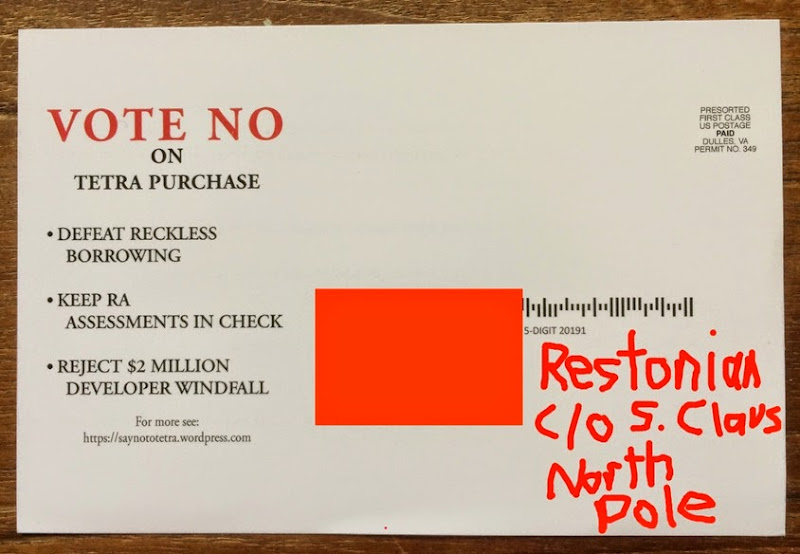 VOTE NO
ON
TETRA PURCHASE
• DEFEAT RECKLESS
BORROWING
• KEEP RA
ASSESSMENTS IN CHECK
• REJECT $2 MILLION
DEVELOPER WINDFALL
For more see:
https://saynototetra.wordpress.com
PRESORTED
FIRST CLASS
US POSTAGE
PAID
DULLES, VA
PERMIT NO. 349
5-DIGIT 20191
Restonian
c/o S. Claus
North
Pole